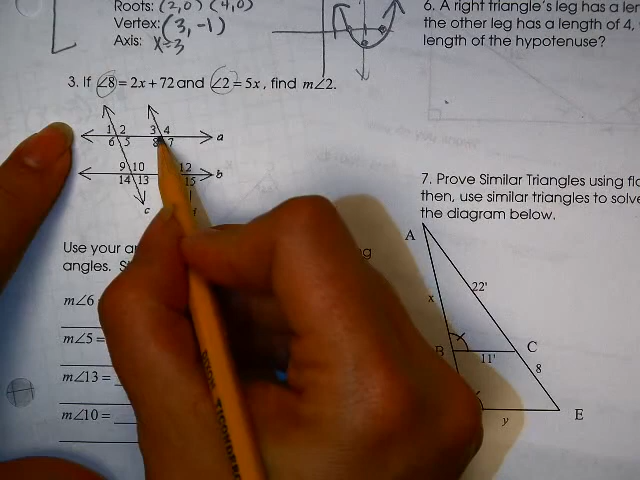 Roots: (2,0) (4,0)
Vertex: (3, -1)
Axis: x=3
6. A right triangle's leg has a
the other leg has a length of 4,
length of the hypotenuse?
3. If ∠8 = 2x + 72 and ∠2 = 5x, find m∠2.
1 2 3 4
6 5 8 7 a
9 10 12
14 13 15 b
c
7. Prove Similar Triangles using
then, use similar triangles to
the diagram below.
Use your
angles.
m∠6
m∠5 =
m∠13 =
m∠10 =
A
22'
x
B C
11'
8
y E